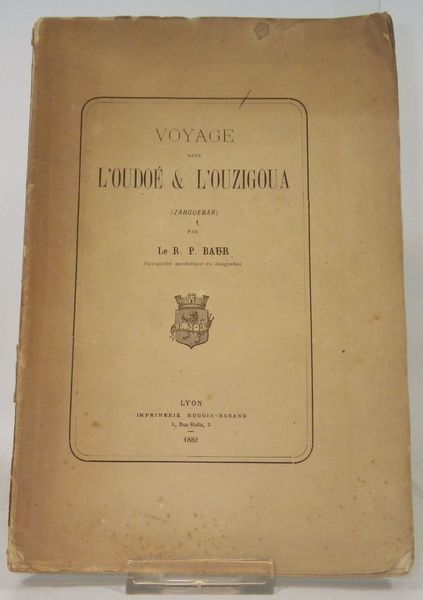 VOYAGE
DANS
L'OUDOÉ & L'OUZIGOUA
(ZANGUEBAR)
PAR
Le R. P. BAUR
Vice-préfet apostolique du Zanguebar
LYON
IMPRIMERIE MOUGIN-RUSAND
3, Rue Stella, 3
1882